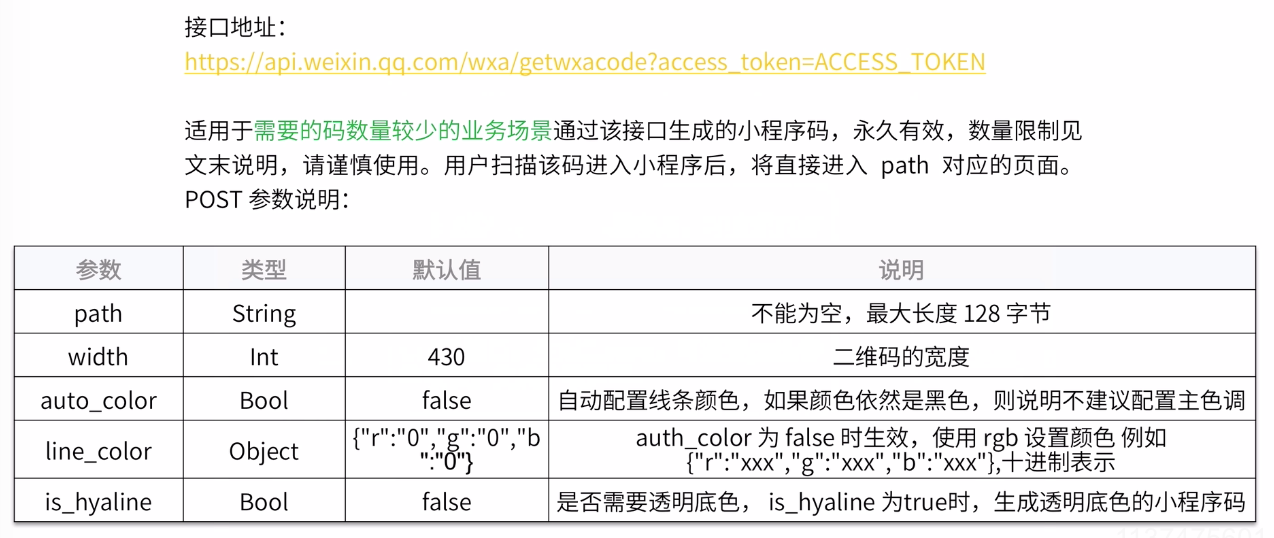 接口地址：
https://api.weixin.qq.com/wxa/getwxacode?access_token=ACCESS_TOKEN
适用于需要的码数量较少的业务场景通过该接口生成的小程序码，永久有效，数量限制见
文末说明，请谨慎使用。用户扫描该码进入小程序后，将直接进入 path 对应的页面。
POST 参数说明：
参数 类型 默认值 说明
path String 不能为空，最大长度 128 字节
width Int 430 二维码的宽度
auto_color Bool false 自动配置线条颜色，如果颜色依然是黑色，则说明不建议配置主色调
line_color Object {"r":"0","g":"0","b
":"0"}
auth_color 为 false 时生效，使用 rgb 设置颜色 例如
{"r":"xxx","g":"xxx","b":"xxx"},十进制表示
is_hyaline Bool false 是否需要透明底色， is_hyaline 为true时，生成透明底色的小程序码